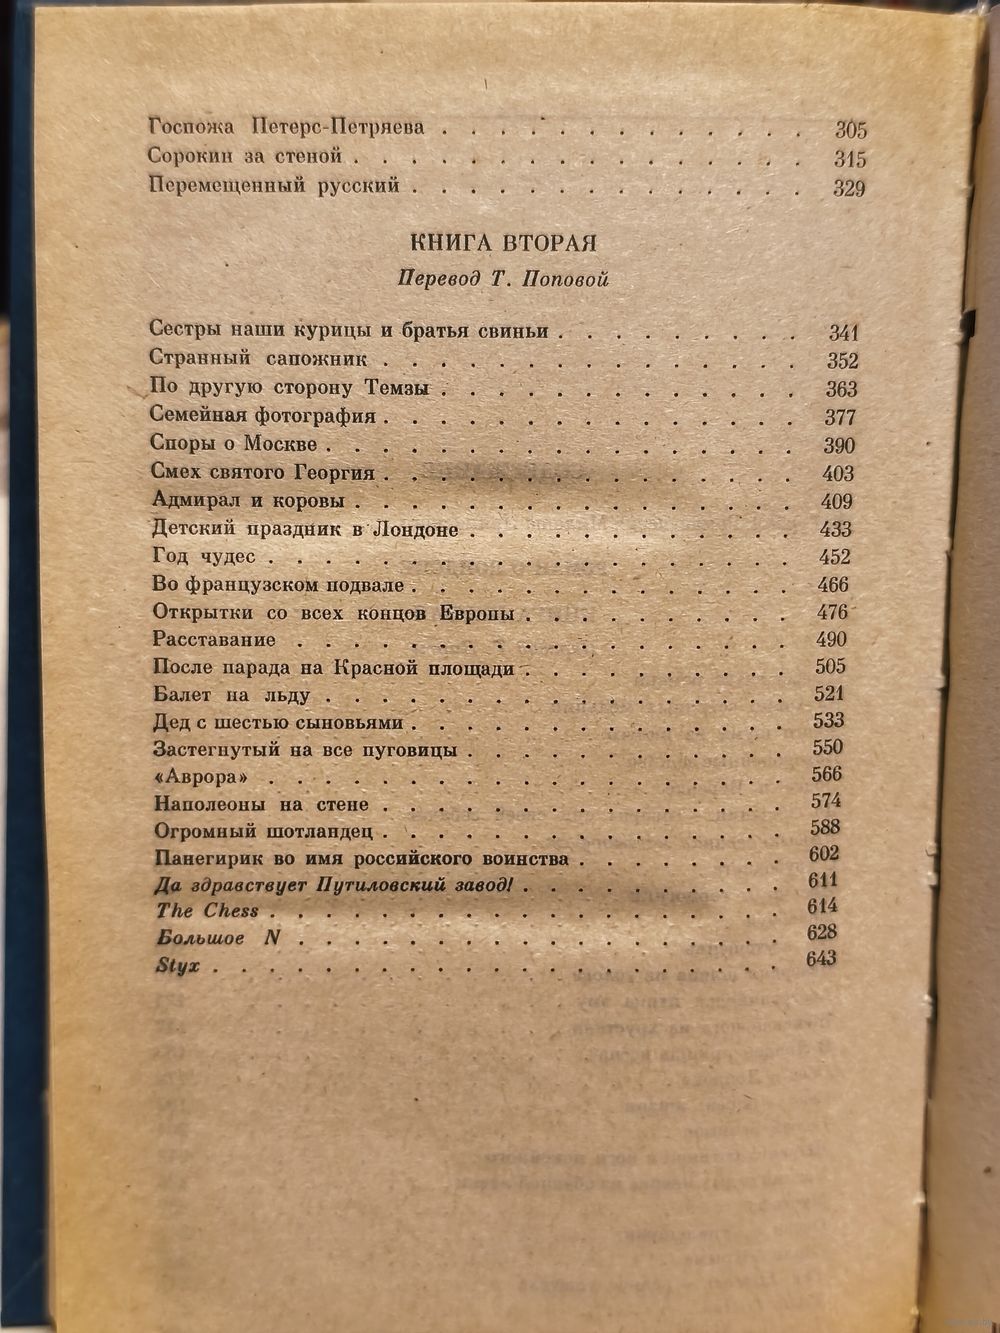 Госпожа Петерс-Петряева . . . . . . . . . . . . . 305
Сорокин за стеной . . . . . . . . . . . . . . . . 315
Перемещенный русский . . . . . . . . . . . . . . 329
КНИГА ВТОРАЯ
Перевод Т. Поповой
Сестры наши курицы и братья свиньи . . . . . . . . . 341
Странный сапожник . . . . . . . . . . . . . . . 352
По другую сторону Темзы . . . . . . . . . . . . . 363
Семейная фотография . . . . . . . . . . . . . . . 377
Споры о Москве . . . . . . . . . . . . . . . . . 390
Смех святого Георгия . . . . . . . . . . . . . . . 403
Адмирал и коровы . . . . . . . . . . . . . . . . 409
Детский праздник в Лондоне . . . . . . . . . . . . 433
Год чудес . . . . . . . . . . . . . . . . . . . 452
Во французском подвале . . . . . . . . . . . . . . 466
Открытки со всех концов Европы . . . . . . . . . . 476
Расставание . . . . . . . . . . . . . . . . . . 490
После парада на Красной площади . . . . . . . . . . 505
Балет на льду . . . . . . . . . . . . . . . . . 521
Дед с шестью сыновьями . . . . . . . . . . . . . . 533
Застегнутый на все пуговицы . . . . . . . . . . . . 550
«Аврора» . . . . . . . . . . . . . . . . . . . 566
Наполеоны на стене . . . . . . . . . . . . . . . 574
Огромный шотландец . . . . . . . . . . . . . . . 588
Панегирик во имя российского воинства . . . . . . . . 602
Да здравствует Путиловский завод! . . . . . . . . . . 611
The Chess . . . . . . . . . . . . . . . . . . . 614
Большое N . . . . . . . . . . . . . . . . . . 628
Styx . . . . . . . . . . . . . . . . . . . . . 643